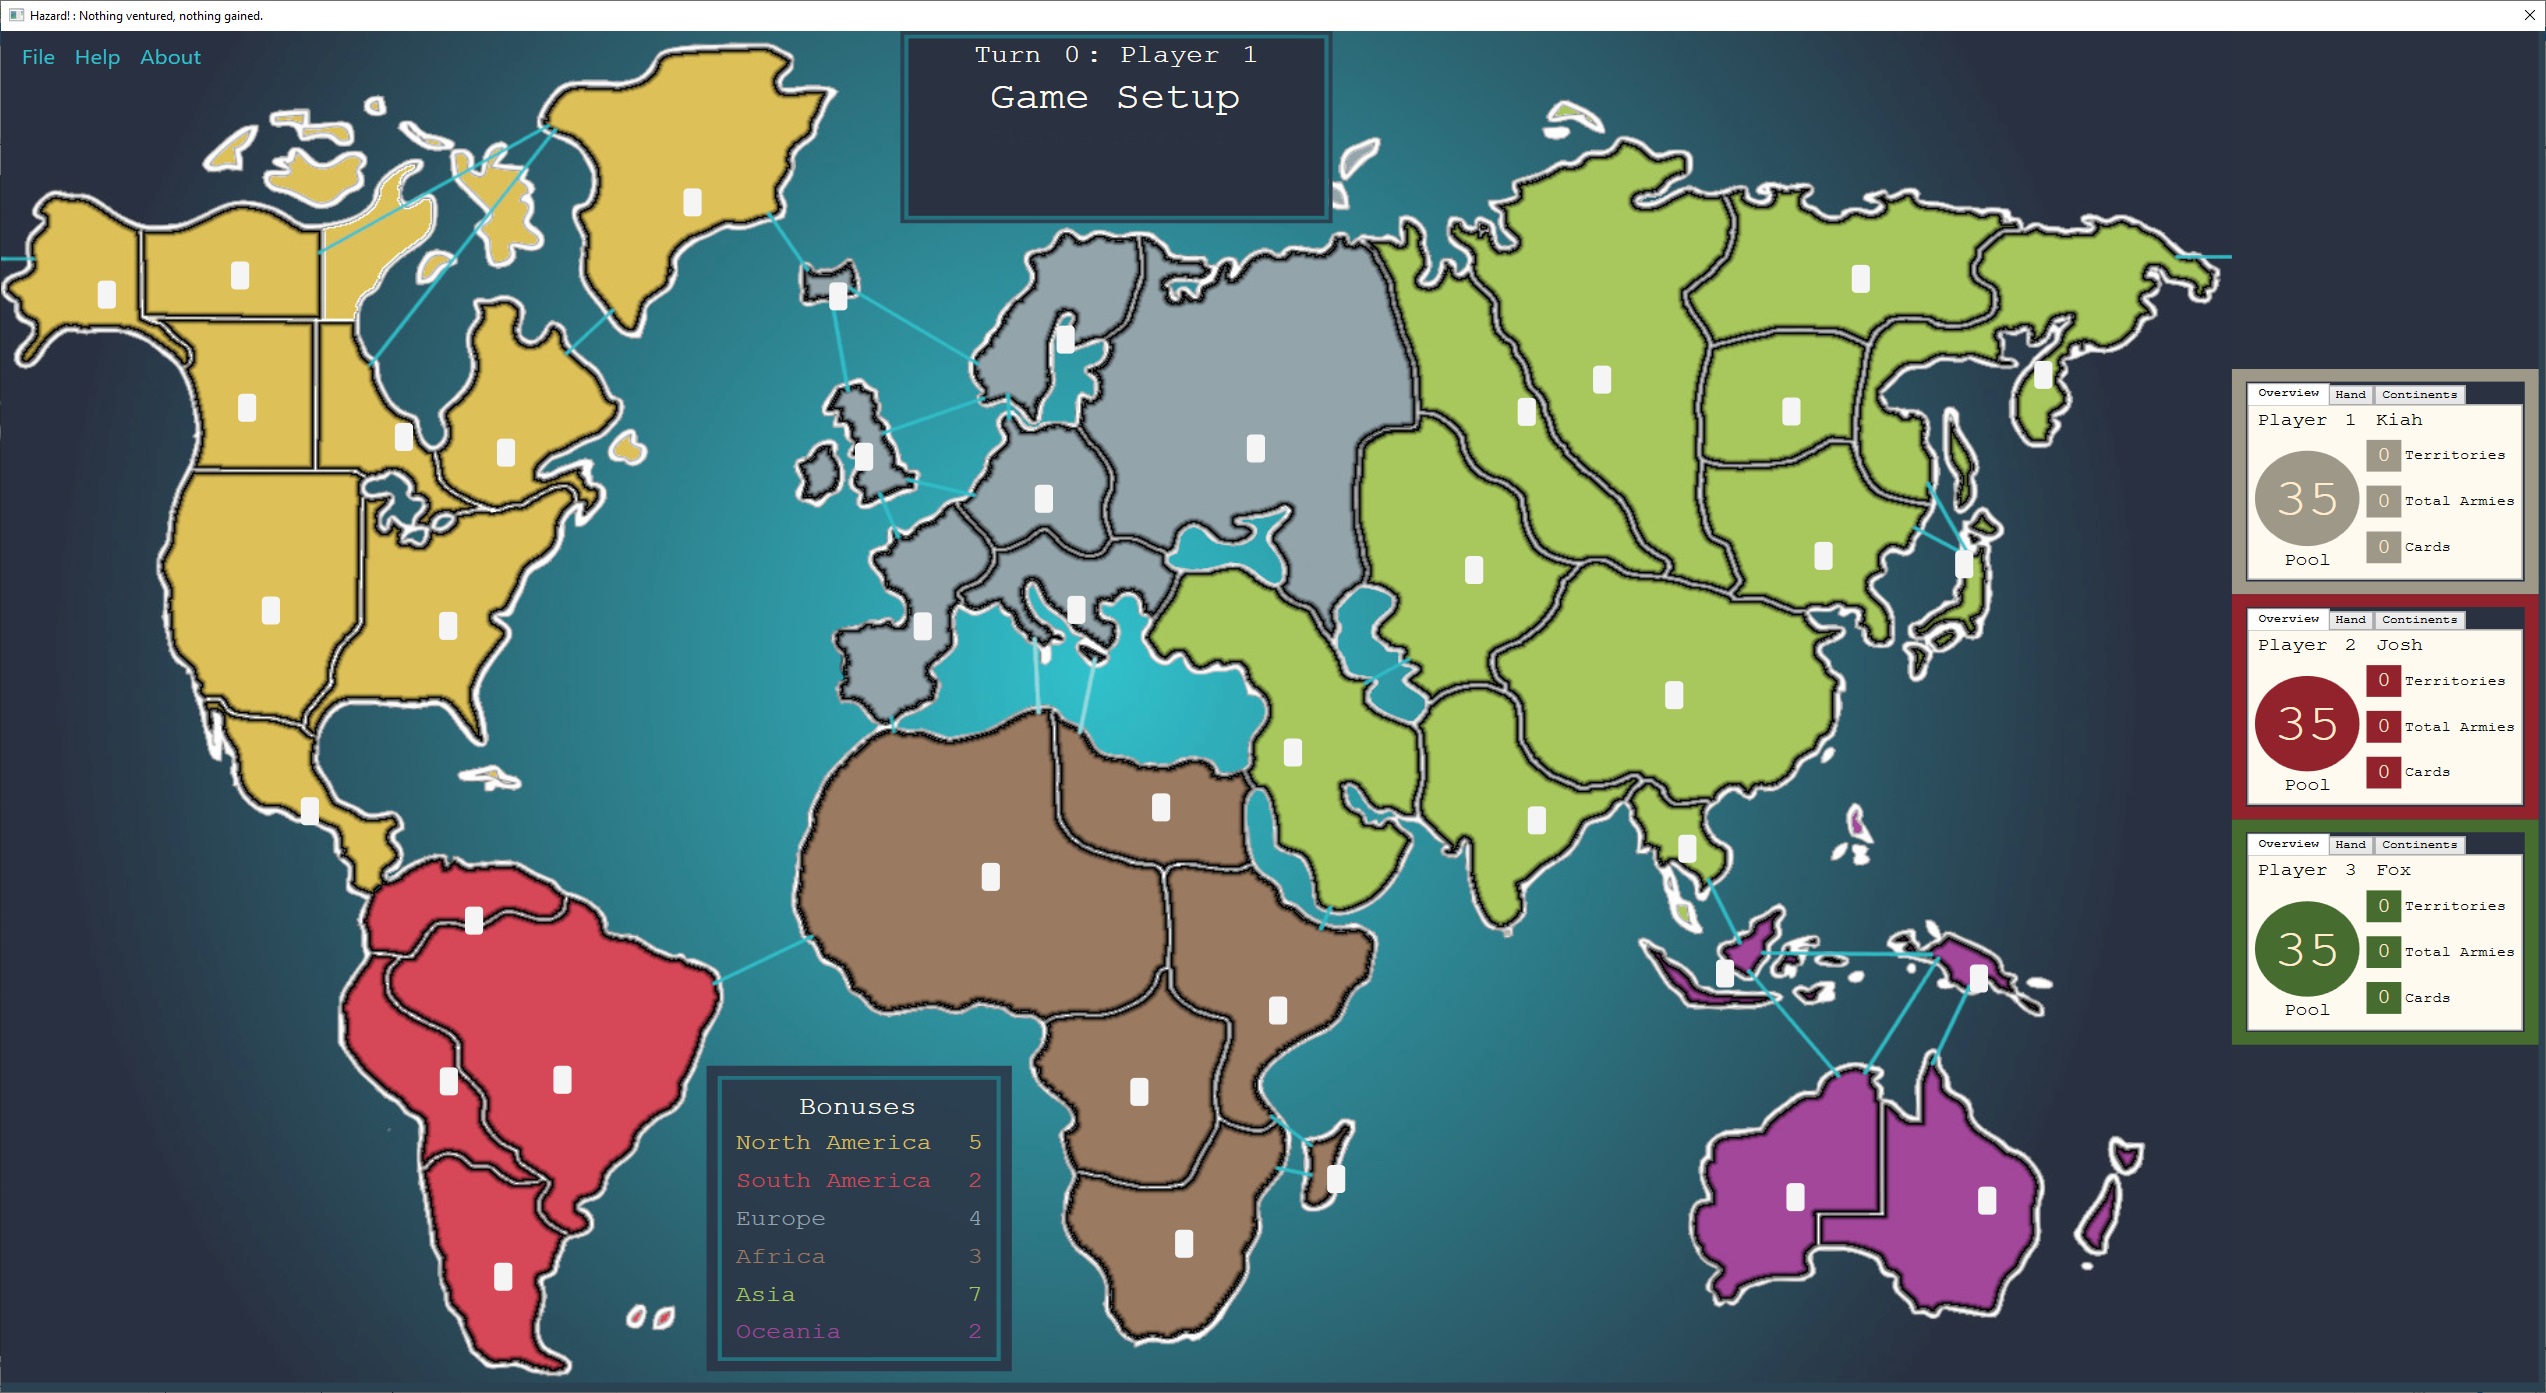 Hazard! : Nothing ventured, nothing gained.
File Help About
Turn 0: Player 1
Game Setup
Overview Hand Continents
Player 1 Kiah
0 Territories
35
0 Total Armies
0 Cards
Pool
Overview Hand Continents
Player 2 Josh
0 Territories
35
0 Total Armies
0 Cards
Pool
Overview Hand Continents
Player 3 Fox
0 Territories
35
0 Total Armies
0 Cards
Pool
Bonuses
North America 5
South America 2
Europe 4
Africa 3
Asia 7
Oceania 2